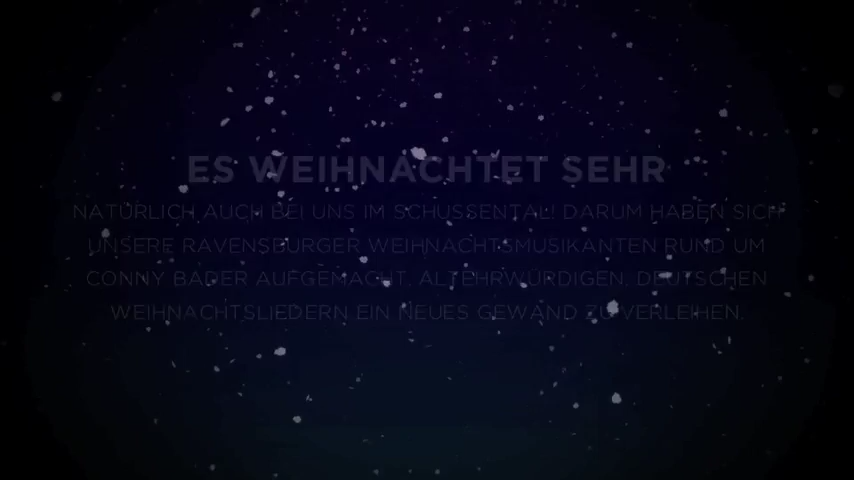 ES WEIHNACHTET SEHR
NATÜRLICH AUCH BEI UNS IM SCHUSSENTAL! DARUM HABEN SICH
UNSERE RAVENSBURGER WEIHNACHTSMUSIKANTEN RUND UM
CONNY BADER AUFGEMACHT, ALTEHRWÜRDIGEN, DEUTSCHEN
WEIHNACHTSLIEDERN EIN NEUES GEWAND ZU VERLEIHEN.